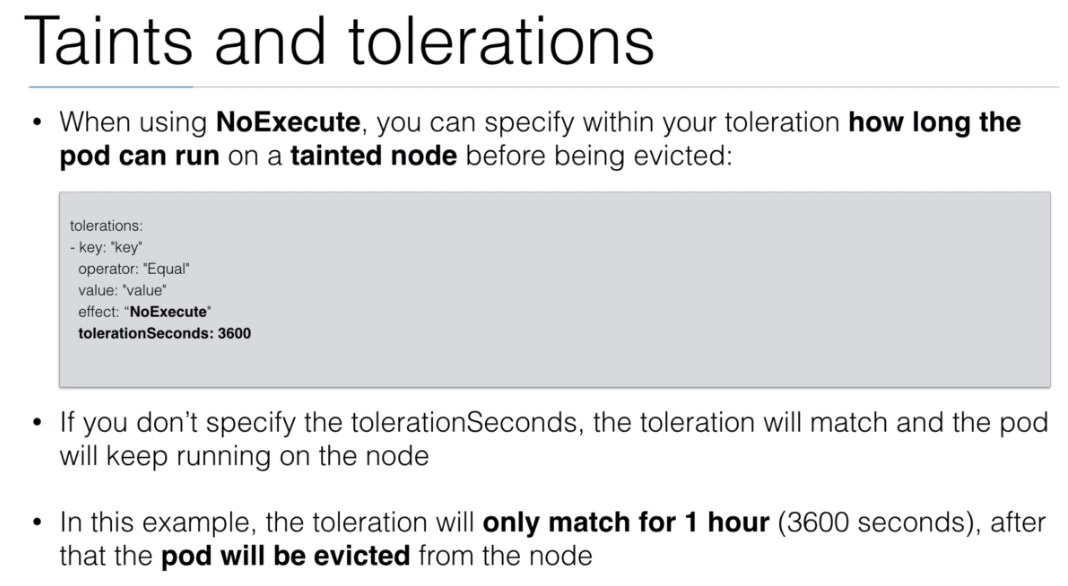 Taints and tolerations
• When using NoExecute, you can specify within your toleration how long the
pod can run on a tainted node before being evicted:
tolerations:
- key: "key"
operator: "Equal"
value: "value"
effect: “NoExecute"
tolerationSeconds: 3600
• If you don’t specify the tolerationSeconds, the toleration will match and the pod
will keep running on the node
• In this example, the toleration will only match for 1 hour (3600 seconds), after
that the pod will be evicted from the node